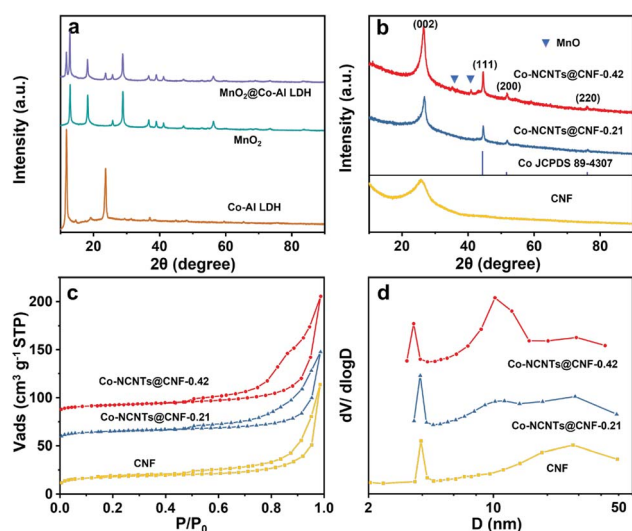 a
MnO₂@Co-Al LDH
MnO₂
Co-Al LDH
Intensity (a.u.)
20 40 60 80
2θ (degree)
b
(002)
MnO
(111)
Co-NCNTs@CNF-0.42
(200)
(220)
Co-NCNTs@CNF-0.21
Co JCPDS 89-4307
CNF
Intensity (a.u.)
20 40 60 80
2θ (degree)
c
200
150
100
50
0
Vads (cm³ g⁻¹ STP)
Co-NCNTs@CNF-0.42
Co-NCNTs@CNF-0.21
CNF
0.0 0.2 0.4 0.6 0.8 1.0
P/P₀
d
dV/ dlogD
Co-NCNTs@CNF-0.42
Co-NCNTs@CNF-0.21
CNF
2 10 50
D (nm)